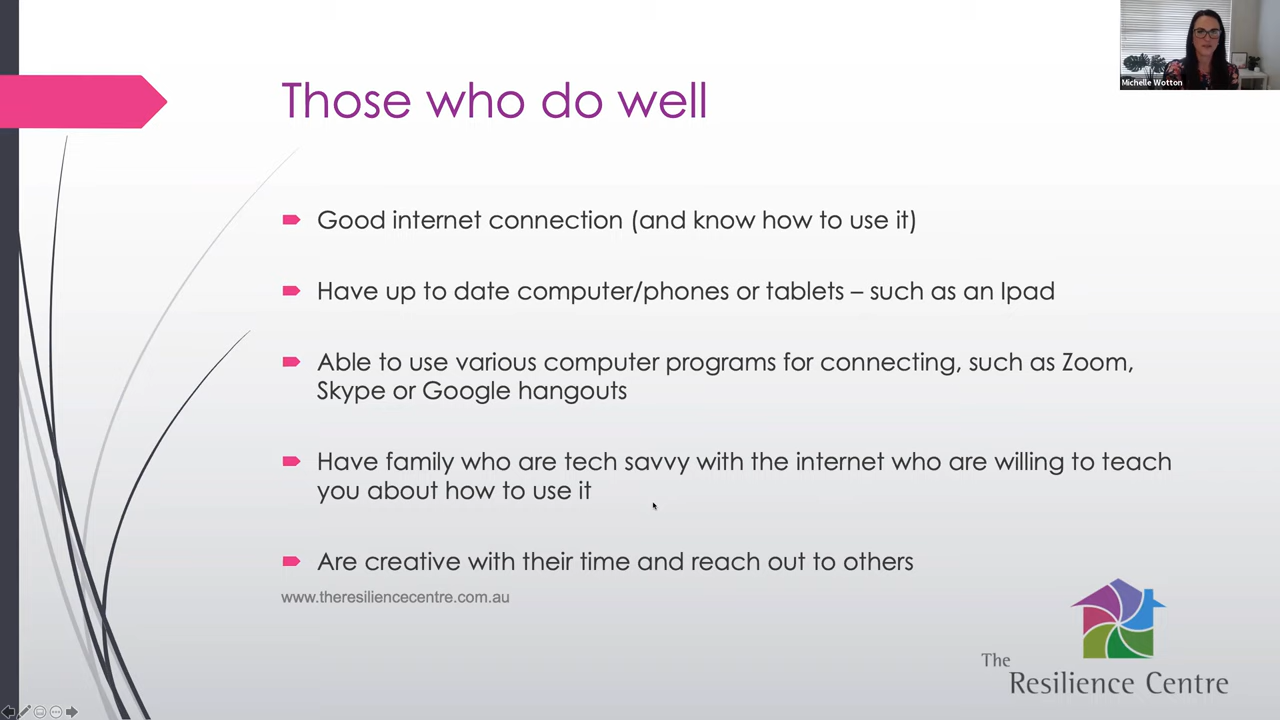 Michelle Wotton
Those who do well
Good internet connection (and know how to use it)
Have up to date computer/phones or tablets – such as an Ipad
Able to use various computer programs for connecting, such as Zoom,
Skype or Google hangouts
Have family who are tech savvy with the internet who are willing to teach
you about how to use it
Are creative with their time and reach out to others
www.theresiliencecentre.com.au
The
Resilience Centre